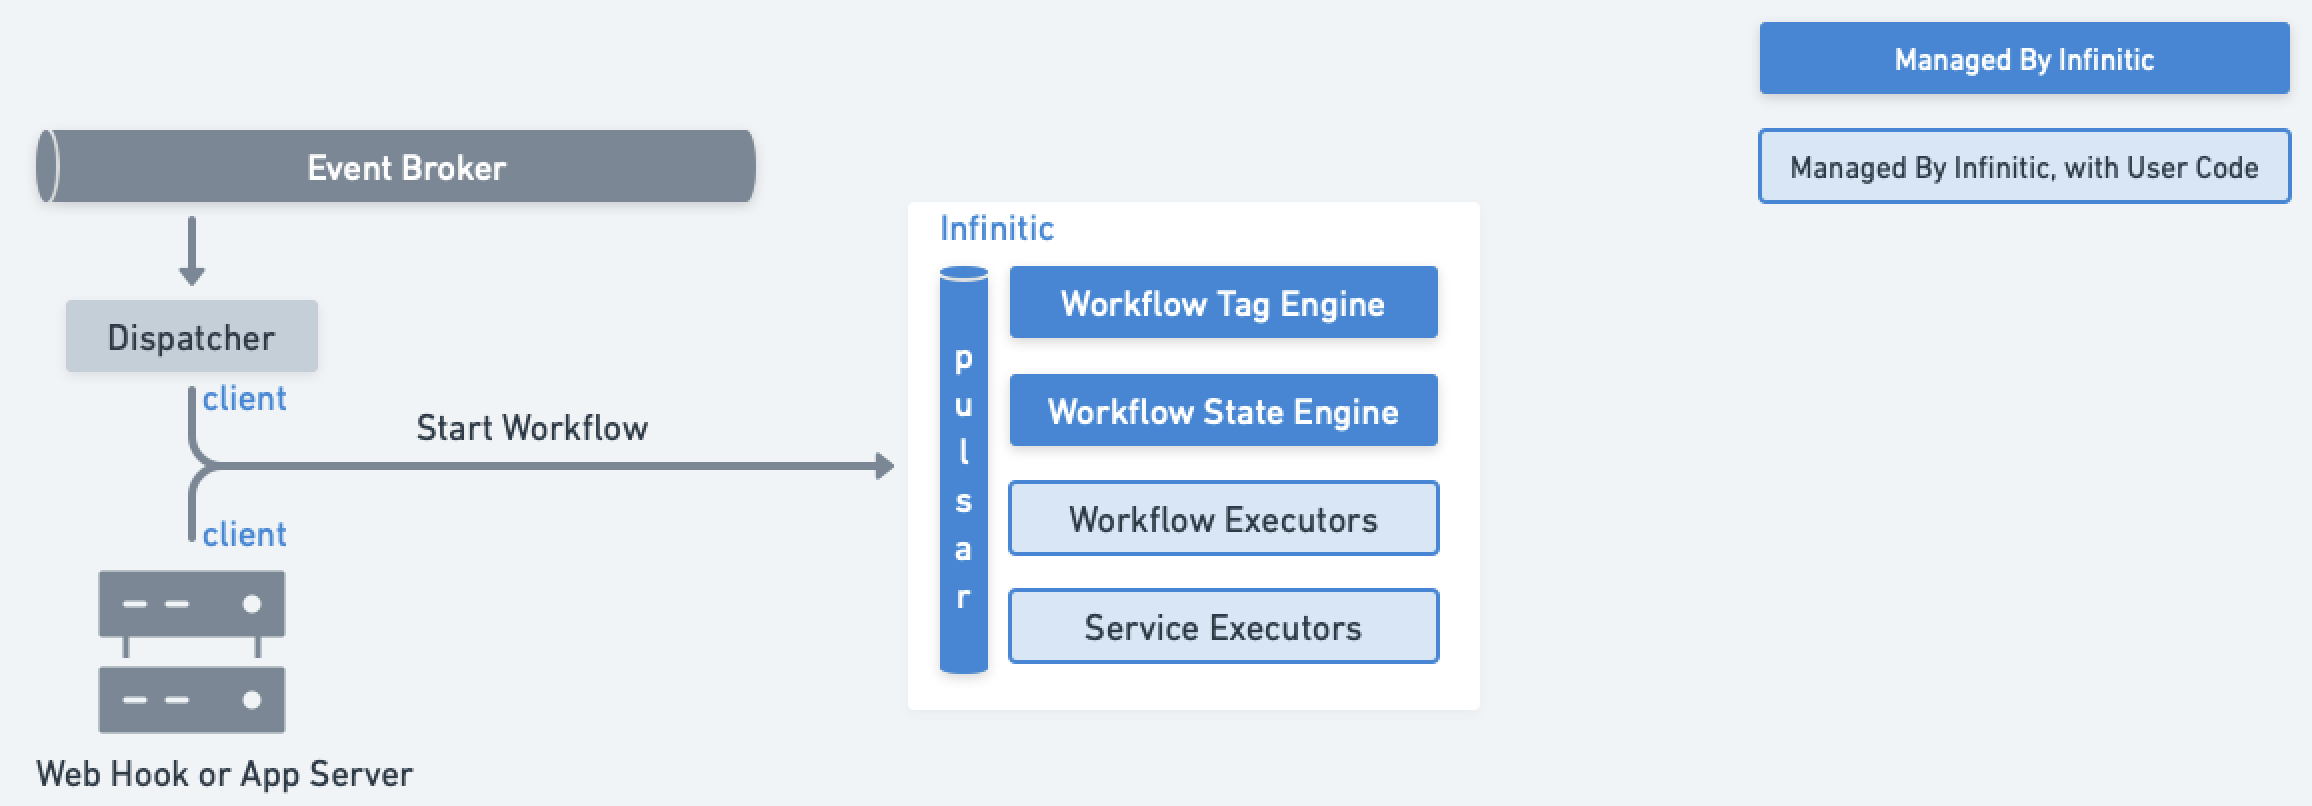 Managed By Infinitic
Managed By Infinitic, with User Code
Event Broker
Dispatcher
client
Start Workflow
client
Web Hook or App Server
Infinitic
pulsar
Workflow Tag Engine
Workflow State Engine
Workflow Executors
Service Executors